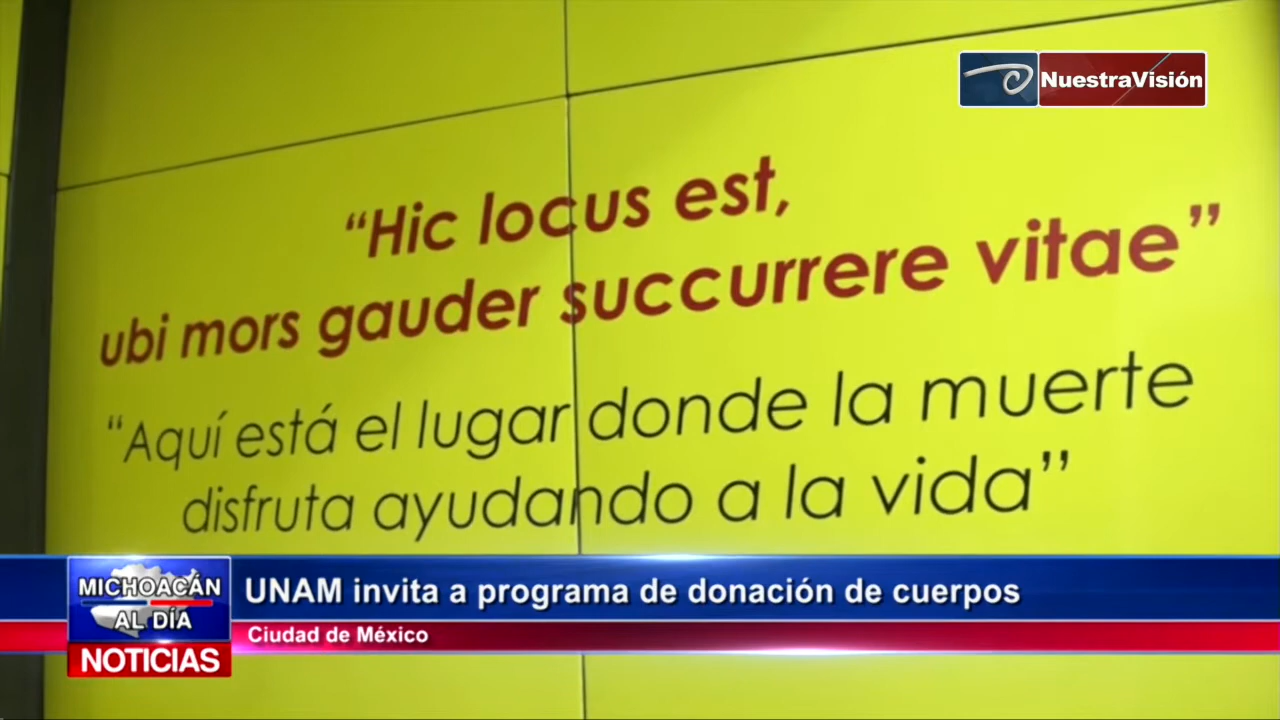 NuestraVisión
“Hic locus est,
ubi mors gauder succurrere vitae”
“Aquí está el lugar donde la muerte
disfruta ayudando a la vida”
MICHOACÁN
AL DÍA
NOTICIAS
UNAM invita a programa de donación de cuerpos
Ciudad de México